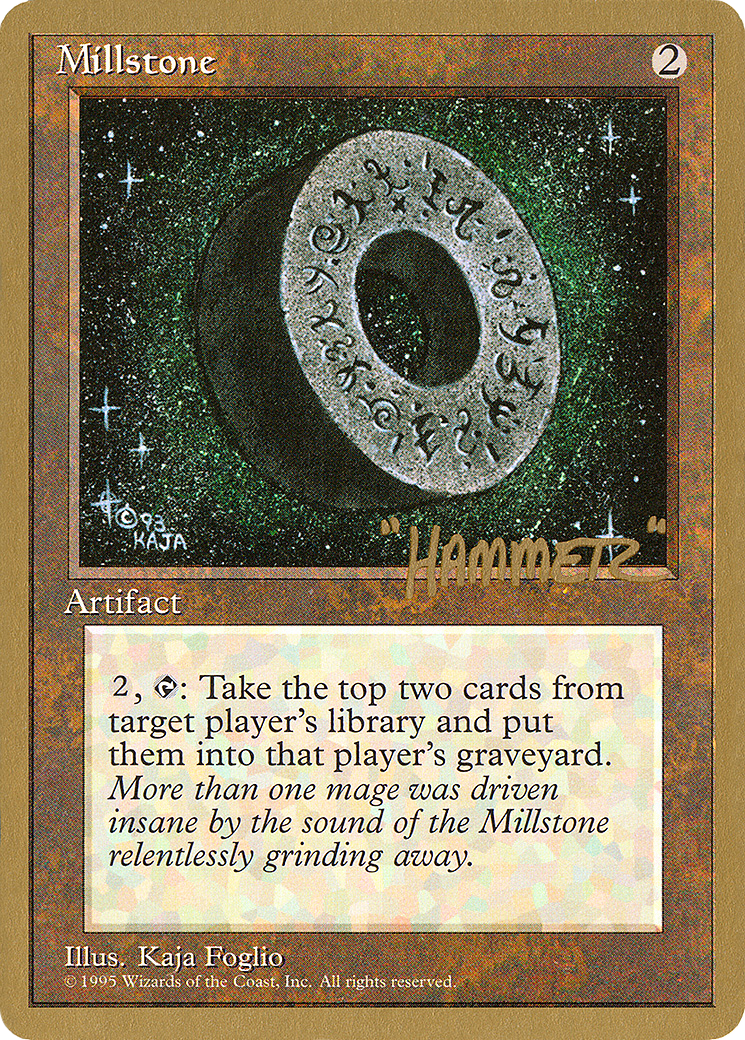 Millstone
2
©93
KAJA
"HAMMER"
Artifact
2, : Take the top two cards from
target player's library and put
them into that player's graveyard.
More than one mage was driven
insane by the sound of the Millstone
relentlessly grinding away.
Illus. Kaja Foglio
© 1995 Wizards of the Coast, Inc. All rights reserved.